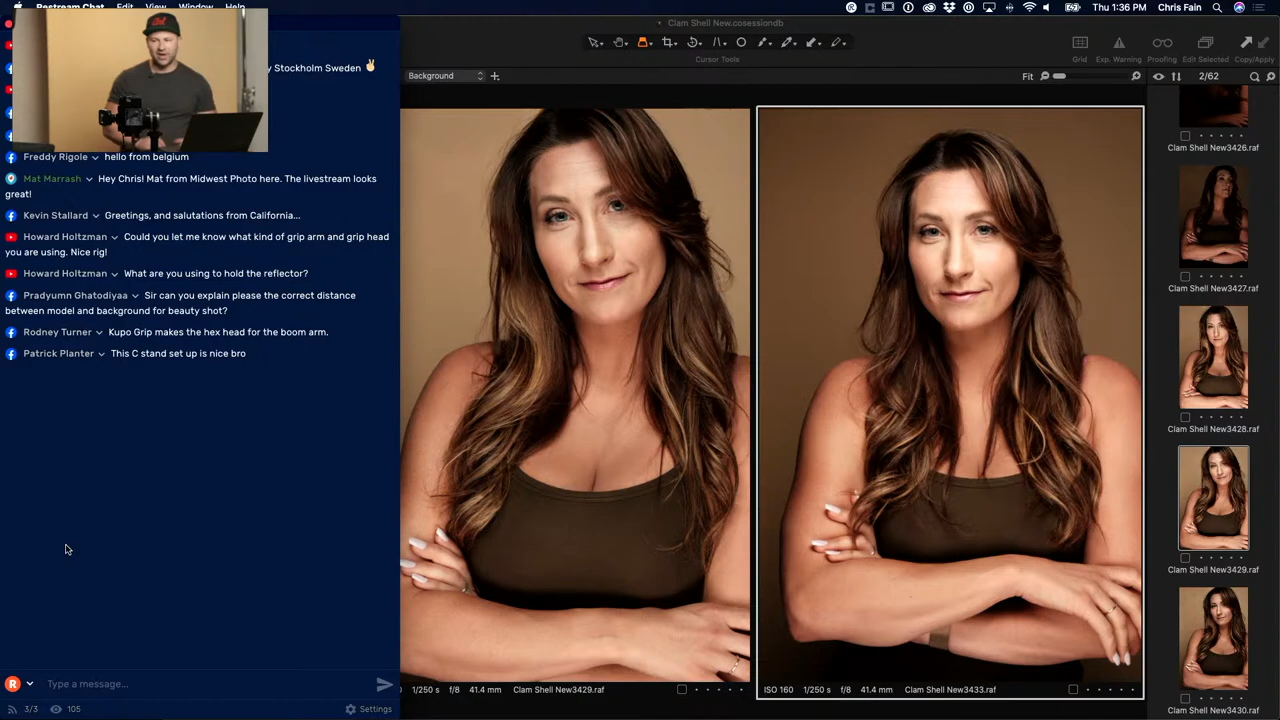 Restream Chat Edit View Window Help
Thu 1:36 PM Chris Fain
Clam Shell New.cosessiondb
Grid Exp. Warning Proofing Edit Selected Copy/Apply
Cursor Tools
Background
Fit 2/62
y Stockholm Sweden ✌🏻
Freddy Rigole hello from belgium
Mat Marrash Hey Chris! Mat from Midwest Photo here. The livestream looks
great!
Kevin Stallard Greetings, and salutations from California...
Howard Holtzman Could you let me know what kind of grip arm and grip head
you are using. Nice rig!
Howard Holtzman What are you using to hold the reflector?
Pradyumn Ghatodiyaa Sir can you explain please the correct distance
between model and background for beauty shot?
Rodney Turner Kupo Grip makes the hex head for the boom arm.
Patrick Planter This C stand set up is nice bro
R Type a message...
3/3 105 Settings
0 1/250 s f/8 41.4 mm Clam Shell New3429.raf
ISO 160 1/250 s f/8 41.4 mm Clam Shell New3433.raf
Clam Shell New3426.raf
Clam Shell New3427.raf
Clam Shell New3428.raf
Clam Shell New3429.raf
Clam Shell New3430.raf